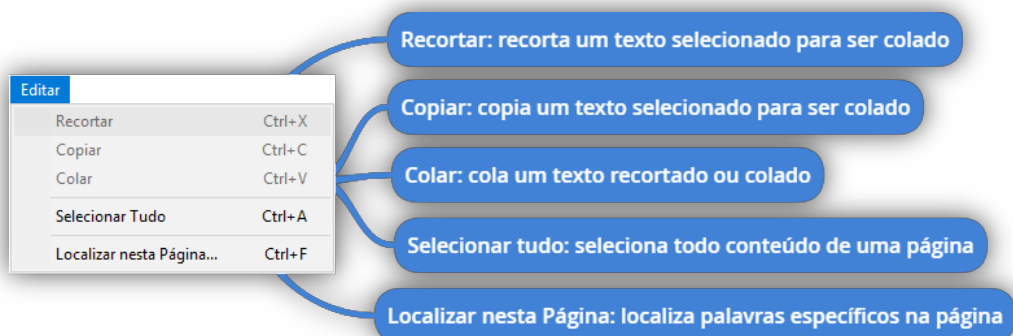 Editar
Recortar Ctrl+X
Copiar Ctrl+C
Colar Ctrl+V
Selecionar Tudo Ctrl+A
Localizar nesta Página... Ctrl+F
Recortar: recorta um texto selecionado para ser colado
Copiar: copia um texto selecionado para ser colado
Colar: cola um texto recortado ou colado
Selecionar tudo: seleciona todo conteúdo de uma página
Localizar nesta Página: localiza palavras específicos na página